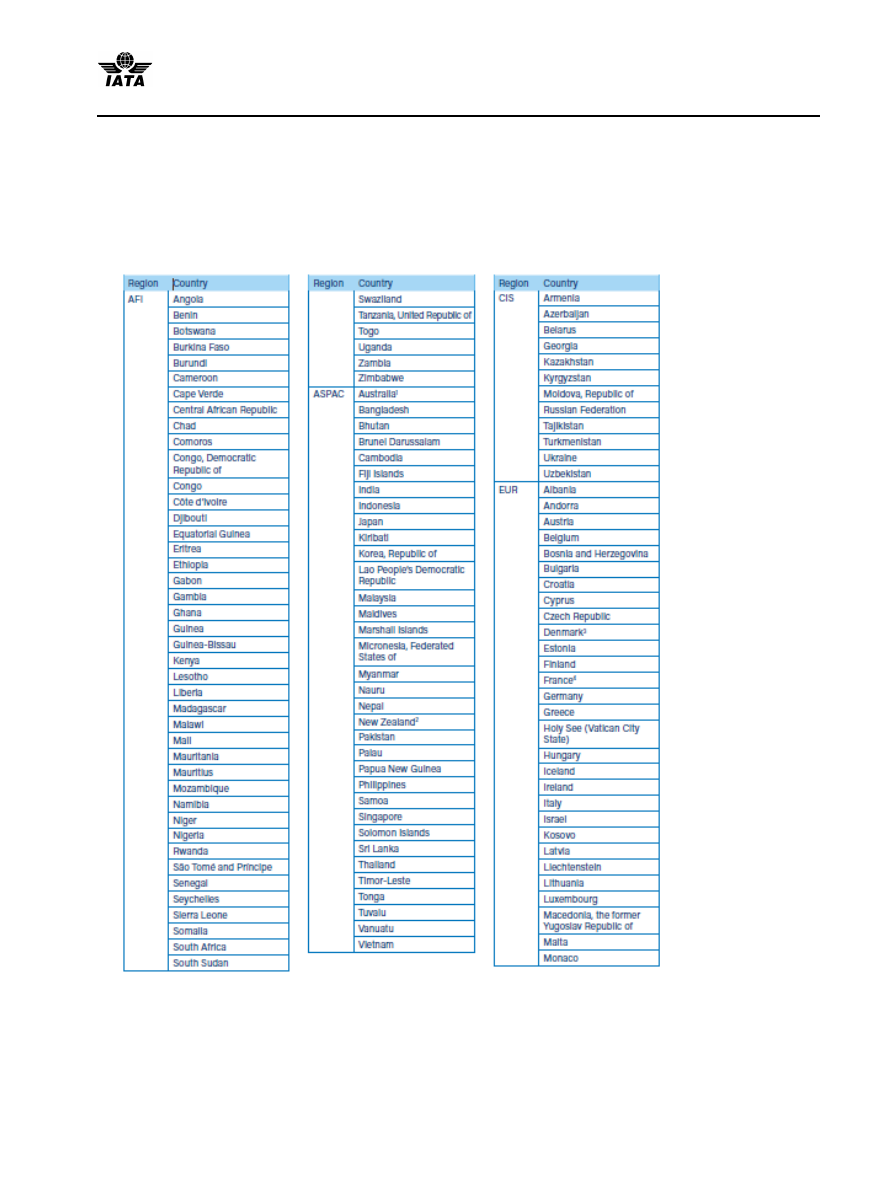 IATA
Region Country
AFI Angola
Benin
Botswana
Burkina Faso
Burundi
Cameroon
Cape Verde
Central African Republic
Chad
Comoros
Congo, Democratic
Republic of
Congo
Côte d'Ivoire
Djibouti
Equatorial Guinea
Eritrea
Ethiopia
Gabon
Gambia
Ghana
Guinea
Guinea-Bissau
Kenya
Lesotho
Liberia
Madagascar
Malawi
Mali
Mauritania
Mauritius
Mozambique
Namibia
Niger
Nigeria
Rwanda
São Tomé and Príncipe
Senegal
Seychelles
Sierra Leone
Somalia
South Africa
South Sudan
Region Country
Swaziland
Tanzania, United Republic of
Togo
Uganda
Zambia
Zimbabwe
ASPAC Australia¹
Bangladesh
Bhutan
Brunei Darussalam
Cambodia
Fiji Islands
India
Indonesia
Japan
Kiribati
Korea, Republic of
Lao People's Democratic
Republic
Malaysia
Maldives
Marshall Islands
Micronesia, Federated
States of
Myanmar
Nauru
Nepal
New Zealand²
Pakistan
Palau
Papua New Guinea
Philippines
Samoa
Singapore
Solomon Islands
Sri Lanka
Thailand
Timor-Leste
Tonga
Tuvalu
Vanuatu
Vietnam
Region Country
CIS Armenia
Azerbaijan
Belarus
Georgia
Kazakhstan
Kyrgyzstan
Moldova, Republic of
Russian Federation
Tajikistan
Turkmenistan
Ukraine
Uzbekistan
EUR Albania
Andorra
Austria
Belgium
Bosnia and Herzegovina
Bulgaria
Croatia
Cyprus
Czech Republic
Denmark³
Estonia
Finland
France⁴
Germany
Greece
Holy See (Vatican City
State)
Hungary
Iceland
Ireland
Italy
Israel
Kosovo
Latvia
Liechtenstein
Lithuania
Luxembourg
Macedonia, the former
Yugoslav Republic of
Malta
Monaco